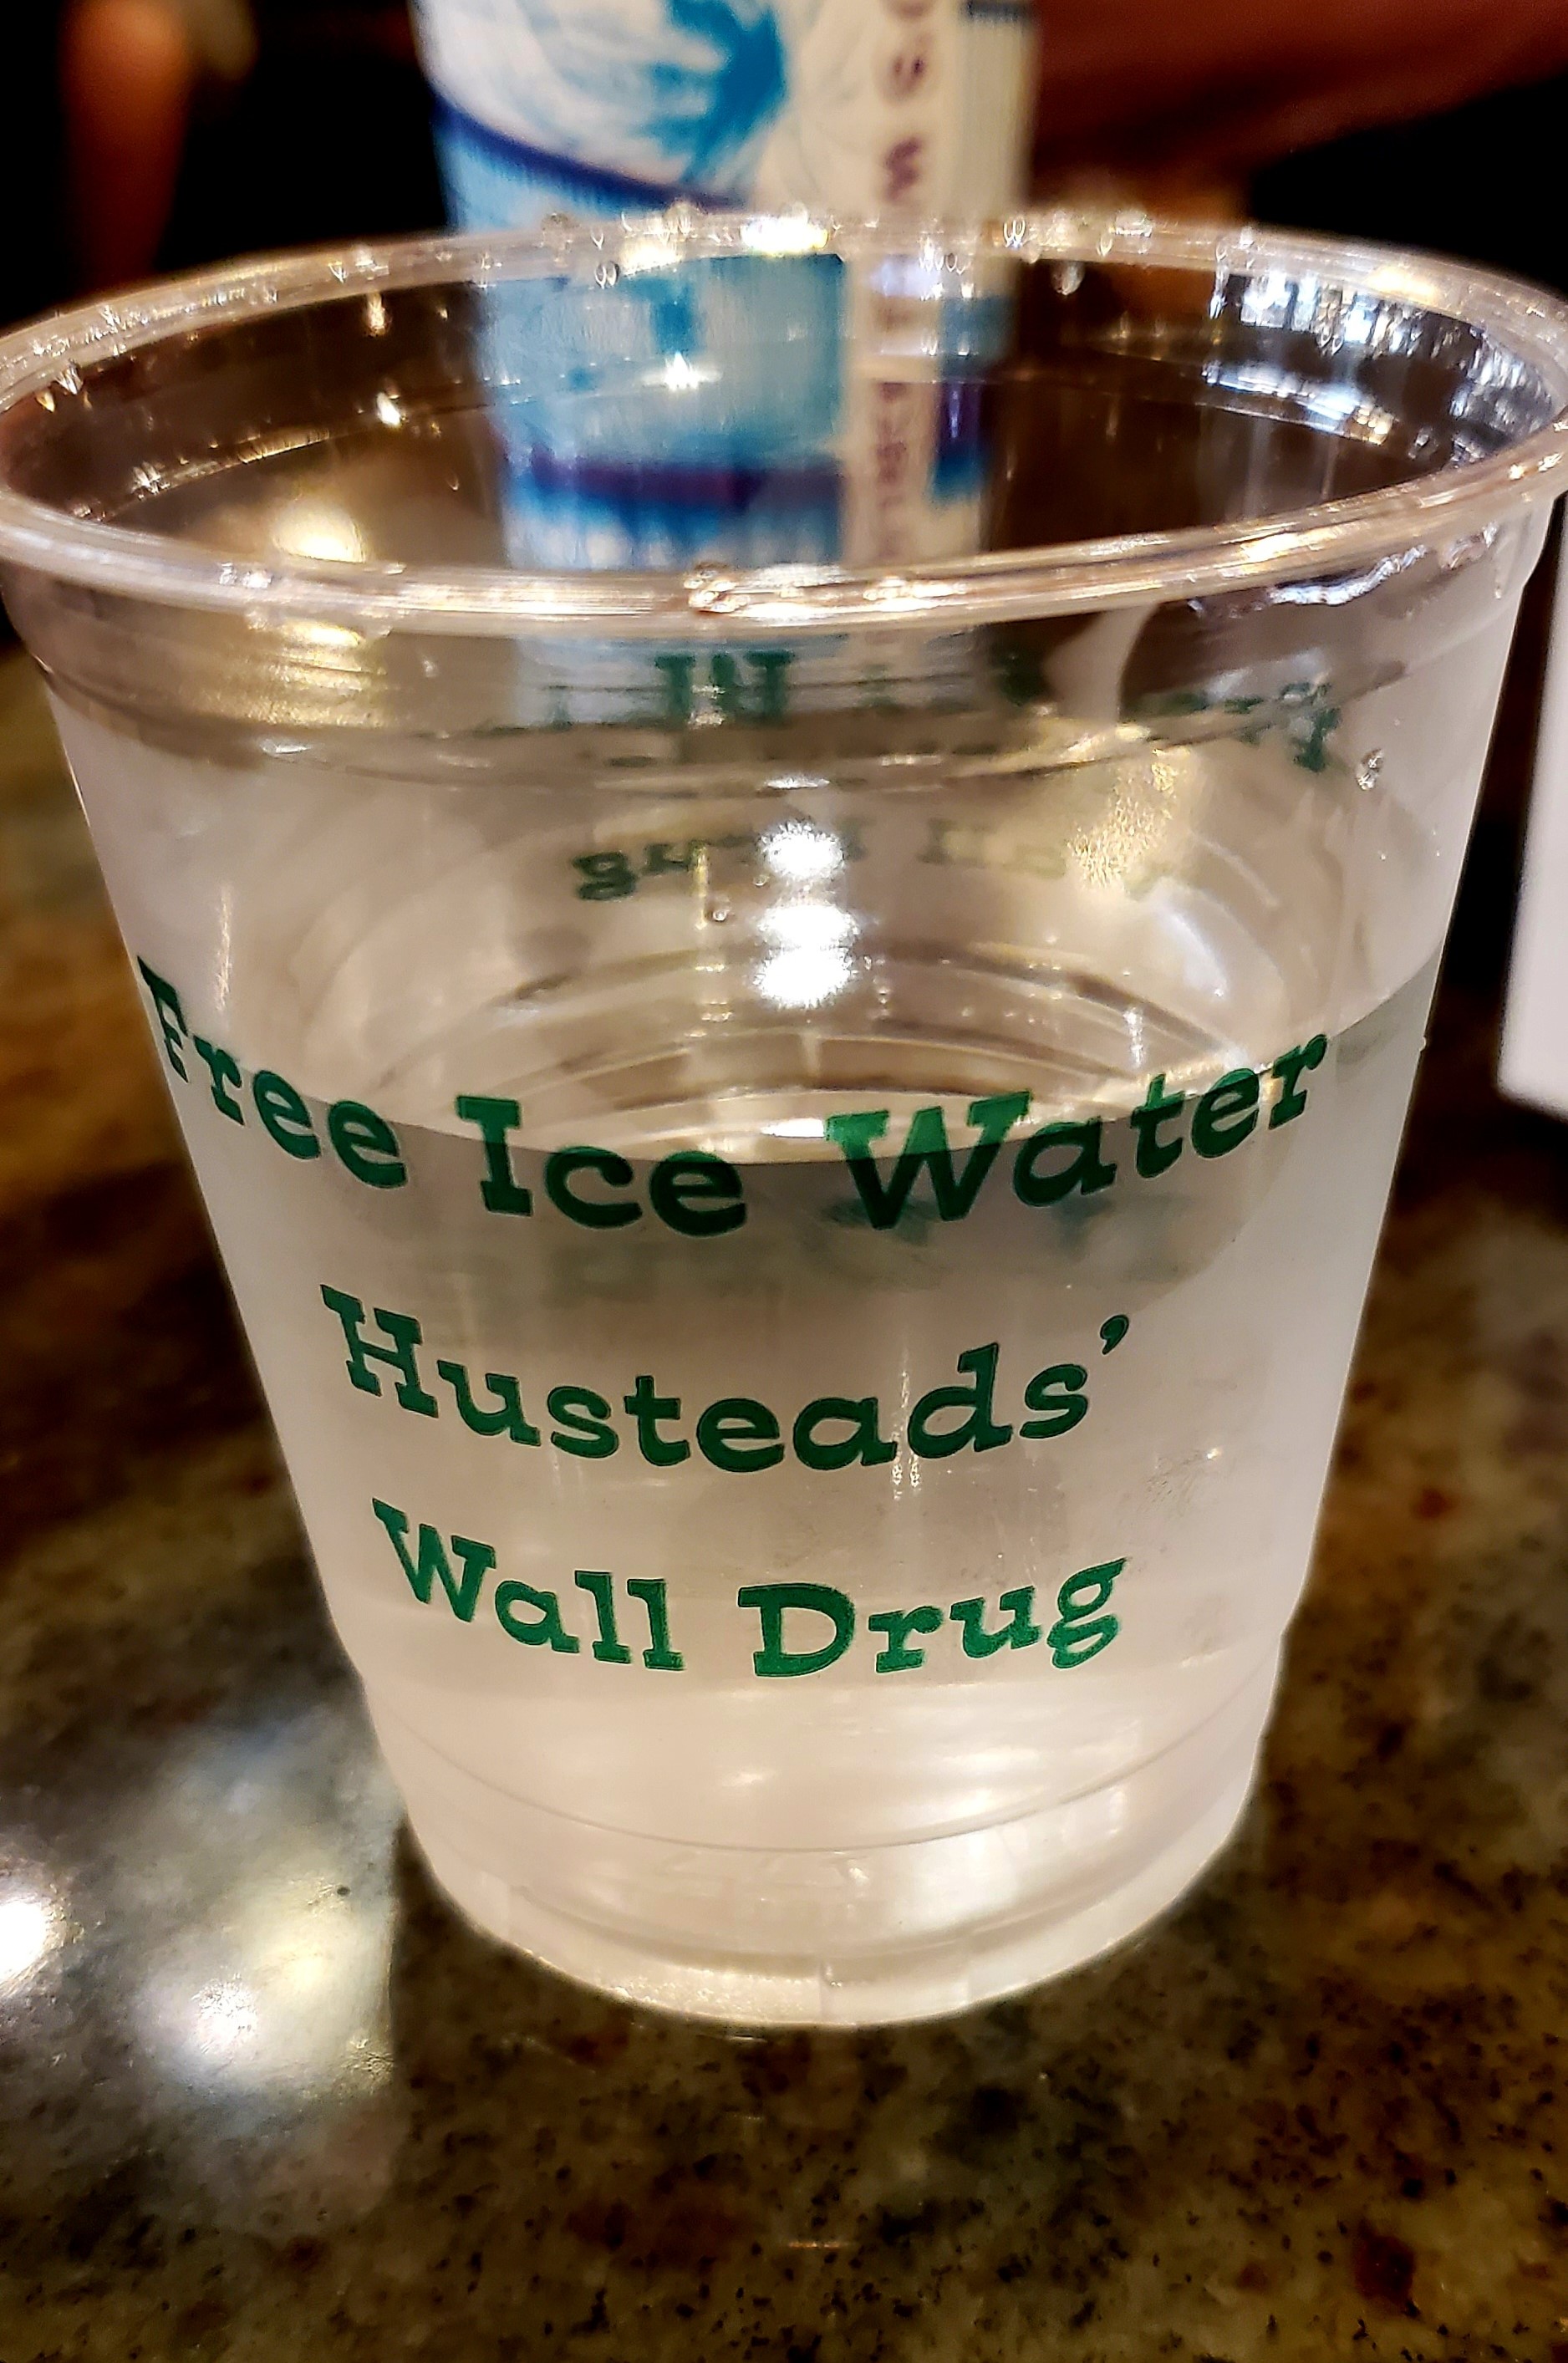 Free Ice Water
Husteads’
Wall Drug